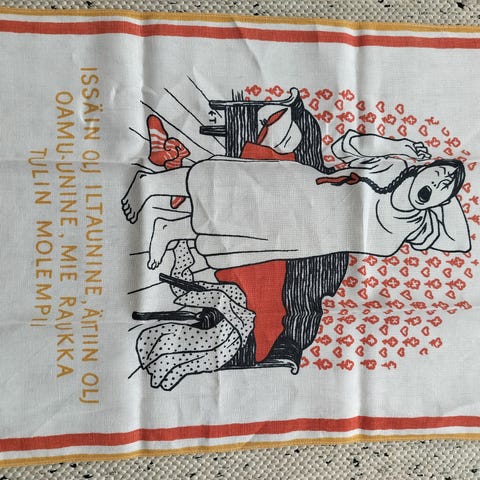 ISSÄIN OLJ ILTAUNINE, ÄITIIN OLJ
OAMU-UNINE, MIE RAUKKA
TULIN MOLEMPII